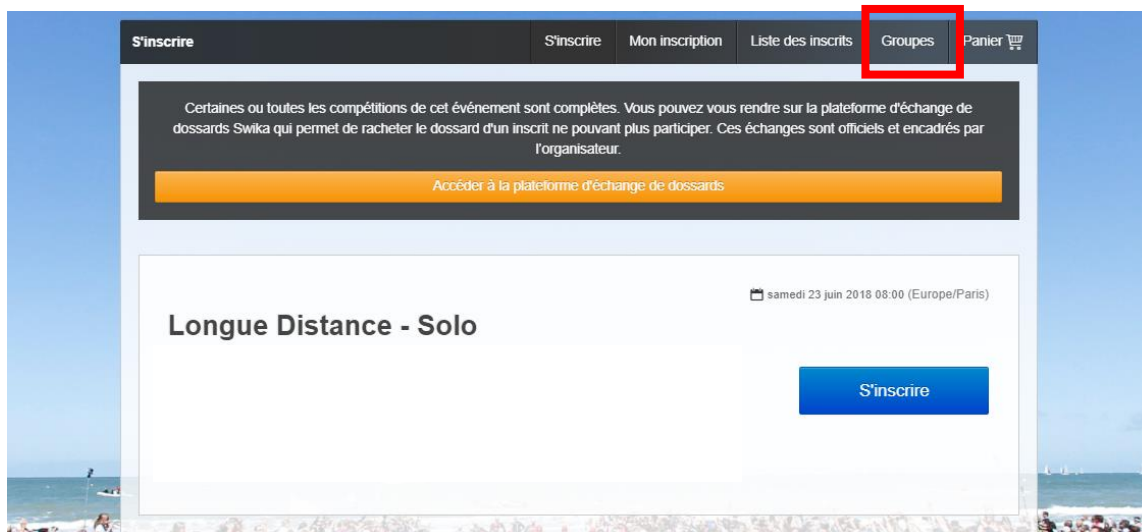 S'inscrire S'inscrire Mon inscription Liste des inscrits Groupes Panier
Certaines ou toutes les compétitions de cet événement sont complètes. Vous pouvez vous rendre sur la plateforme d'échange de
dossards Swika qui permet de racheter le dossard d'un inscrit ne pouvant plus participer. Ces échanges sont officiels et encadrés par
l'organisateur.
Accéder à la plateforme d'échange de dossards
samedi 23 juin 2018 08:00 (Europe/Paris)
Longue Distance - Solo
S'inscrire